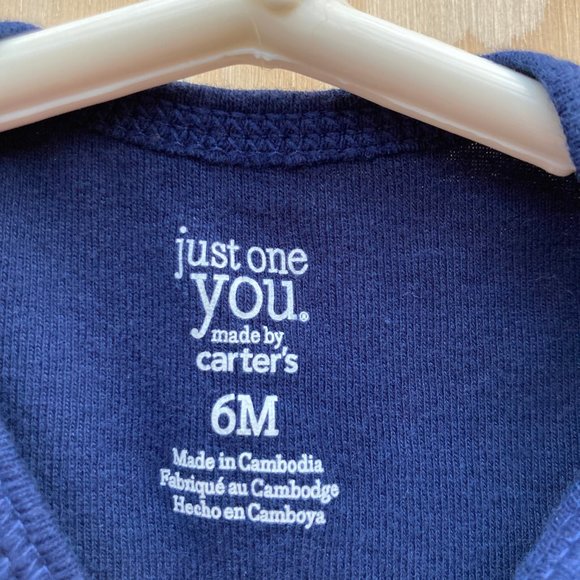 just one
you®
made by
carter's
6M
Made in Cambodia
Fabriqué au Cambodge
Hecho en Camboya